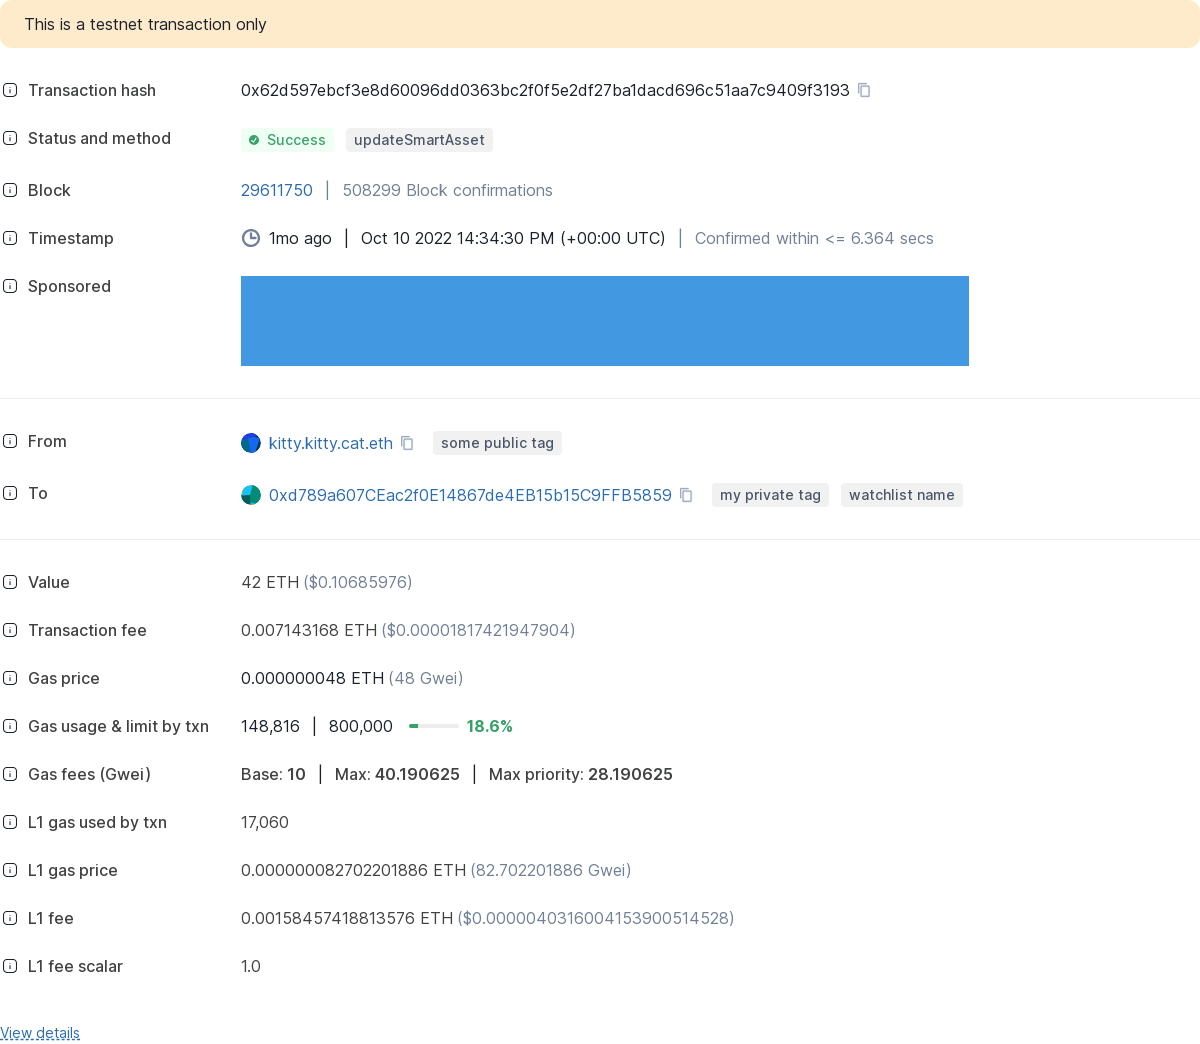 This is a testnet transaction only
Transaction hash 0x62d597ebcf3e8d60096dd0363bc2f0f5e2df27ba1dacd696c51aa7c9409f3193
Status and method Success updateSmartAsset
Block 29611750 | 508299 Block confirmations
Timestamp 1mo ago | Oct 10 2022 14:34:30 PM (+00:00 UTC) | Confirmed within <= 6.364 secs
Sponsored
From kitty.kitty.cat.eth some public tag
To 0xd789a607CEac2f0E14867de4EB15b15C9FFB5859 my private tag watchlist name
Value 42 ETH ($0.10685976)
Transaction fee 0.007143168 ETH ($0.00001817421947904)
Gas price 0.000000048 ETH (48 Gwei)
Gas usage & limit by txn 148,816 | 800,000 18.6%
Gas fees (Gwei) Base: 10 | Max: 40.190625 | Max priority: 28.190625
L1 gas used by txn 17,060
L1 gas price 0.000000082702201886 ETH (82.702201886 Gwei)
L1 fee 0.00158457418813576 ETH ($0.0000040316004153900514528)
L1 fee scalar 1.0
View details